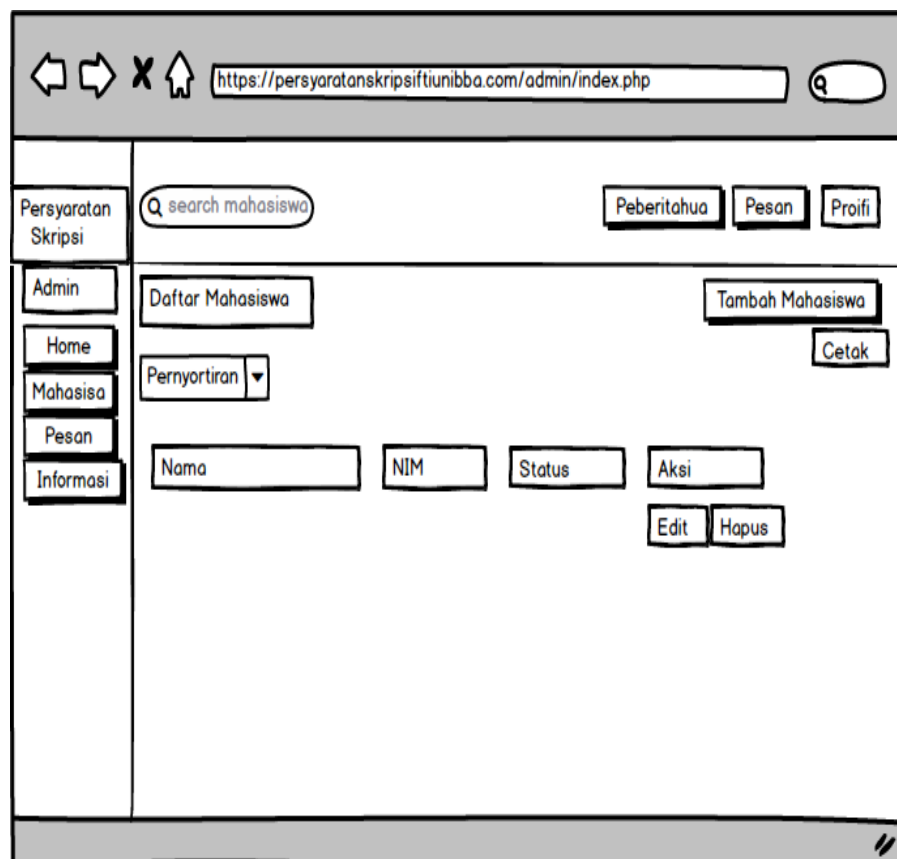 https://persyaratanskripsiftiunibba.com/admin/index.php
Persyaratan
Skripsi
search mahasiswa
Peberitahua
Pesan
Proifi
Admin
Home
Mahasisa
Pesan
Informasi
Daftar Mahasiswa
Tambah Mahasiswa
Cetak
Pernyortiran
Nama
NIM
Status
Aksi
Edit
Hapus